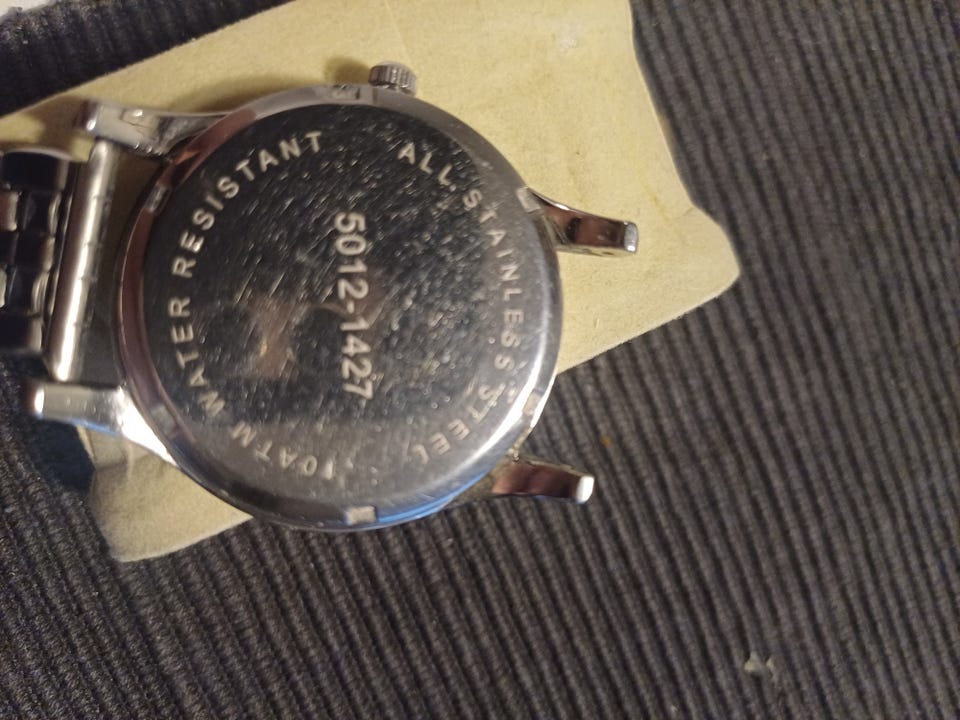 10ATM WATER RESISTANT
ALL STAINLESS STEEL
5012-1427